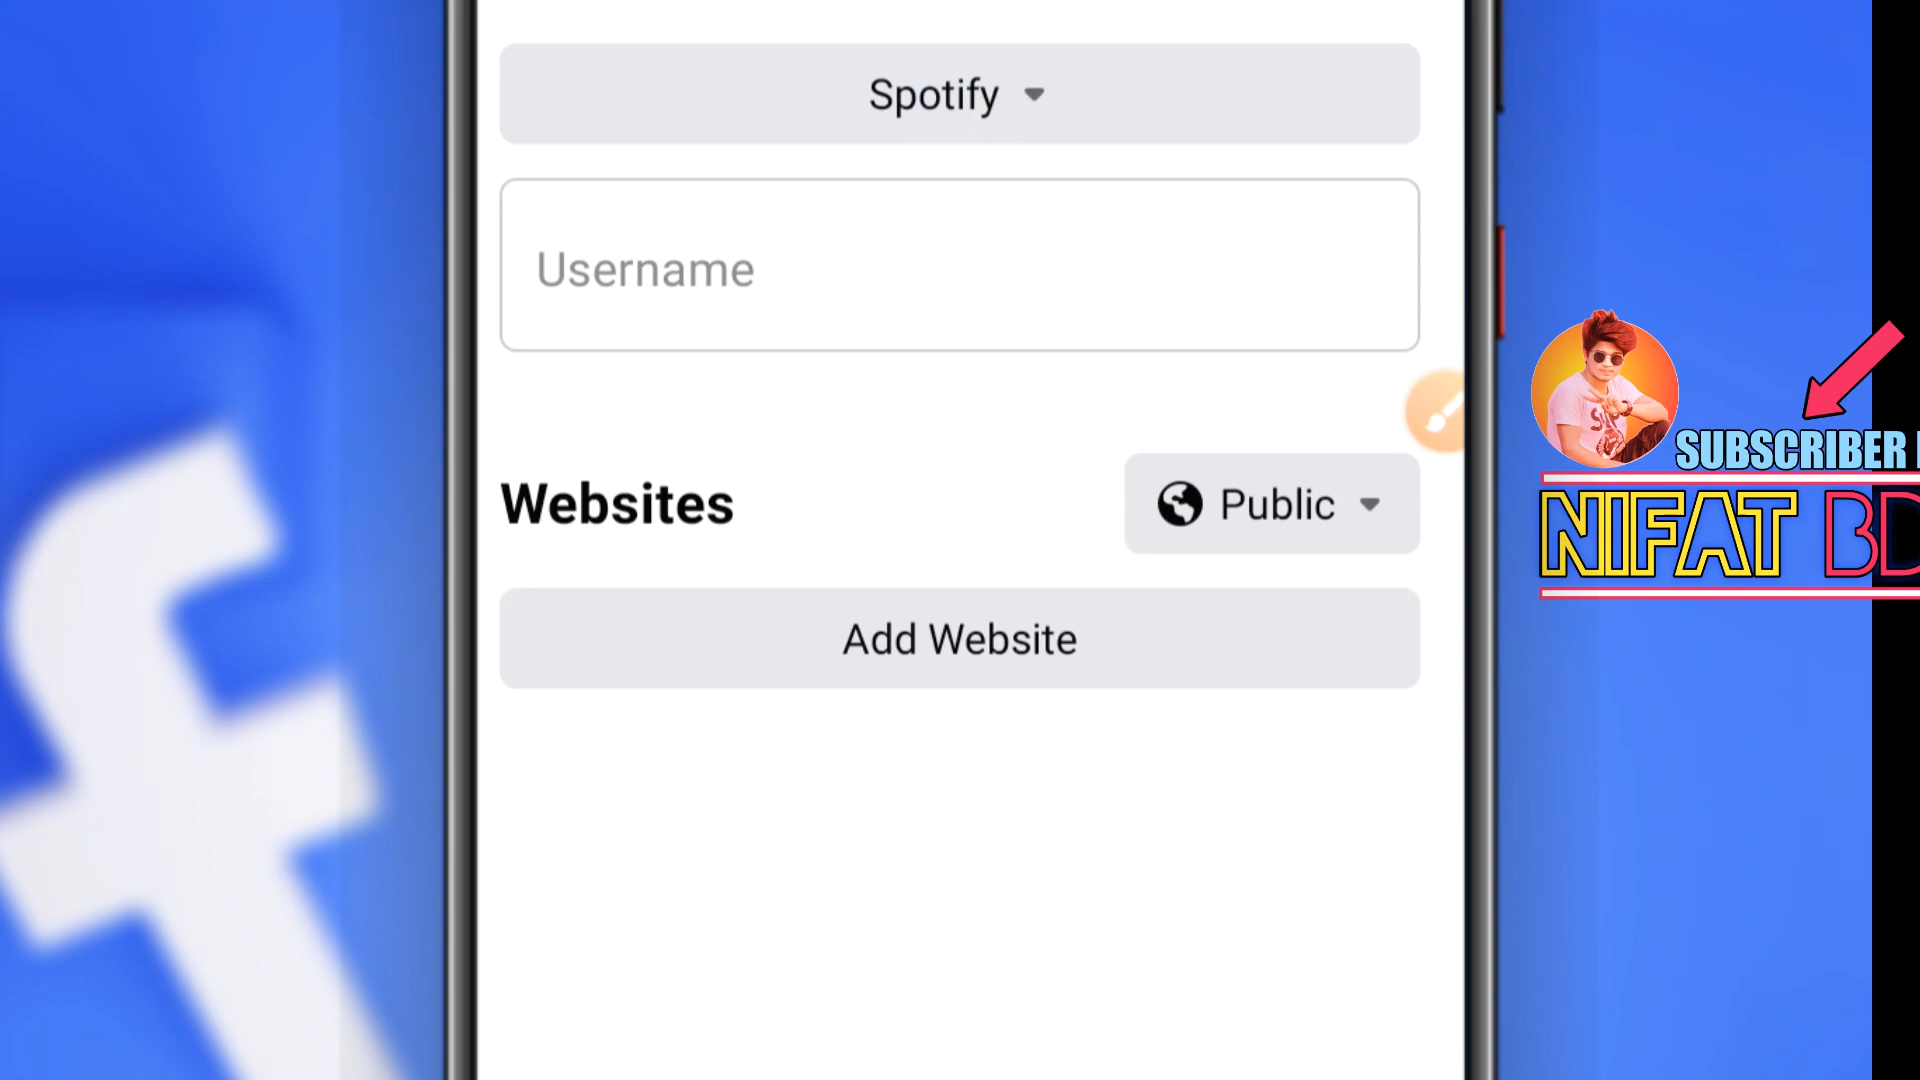 Spotify
Username
Websites
Public
Add Website
SUBSCRIBER
NIFAT BD